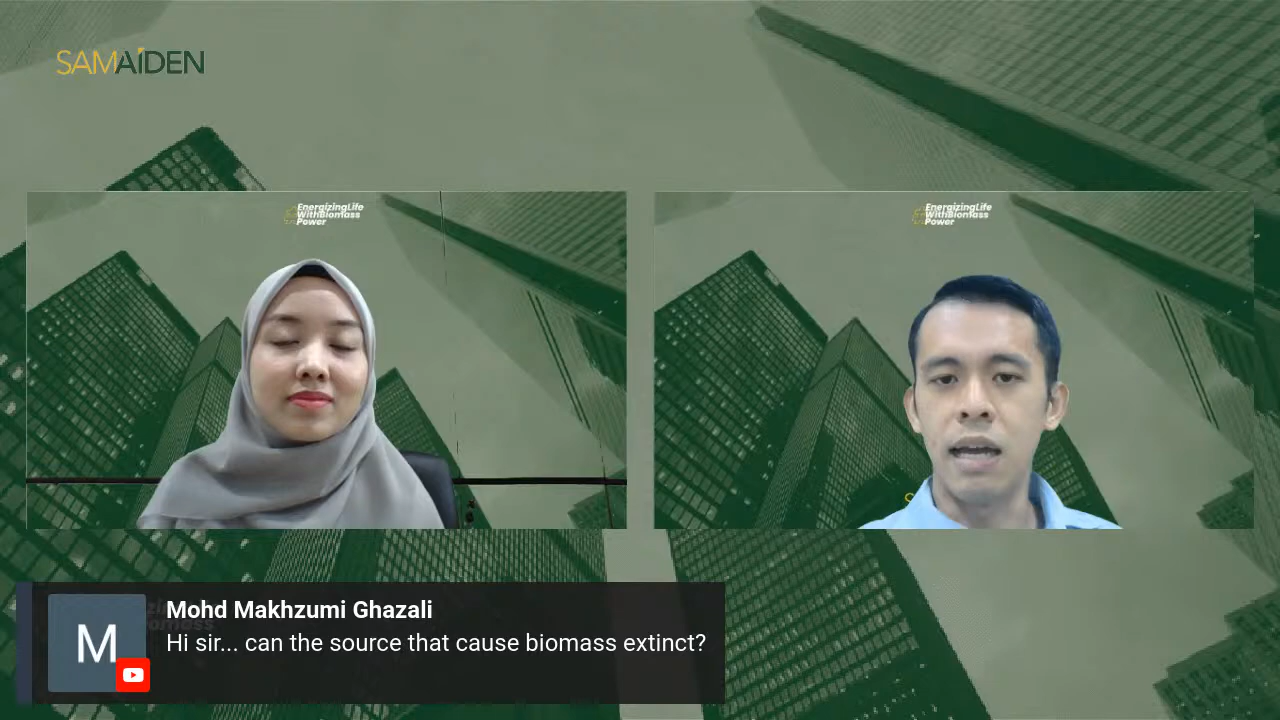 SAMAIDEN
EnergizingLife
WithBiomass
Power
EnergizingLife
WithBiomass
Power
M
Mohd Makhzumi Ghazali
Hi sir... can the source that cause biomass extinct?